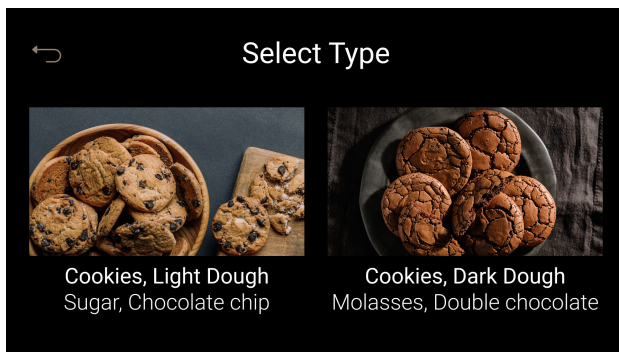 Select Type
Cookies, Light Dough
Sugar, Chocolate chip
Cookies, Dark Dough
Molasses, Double chocolate